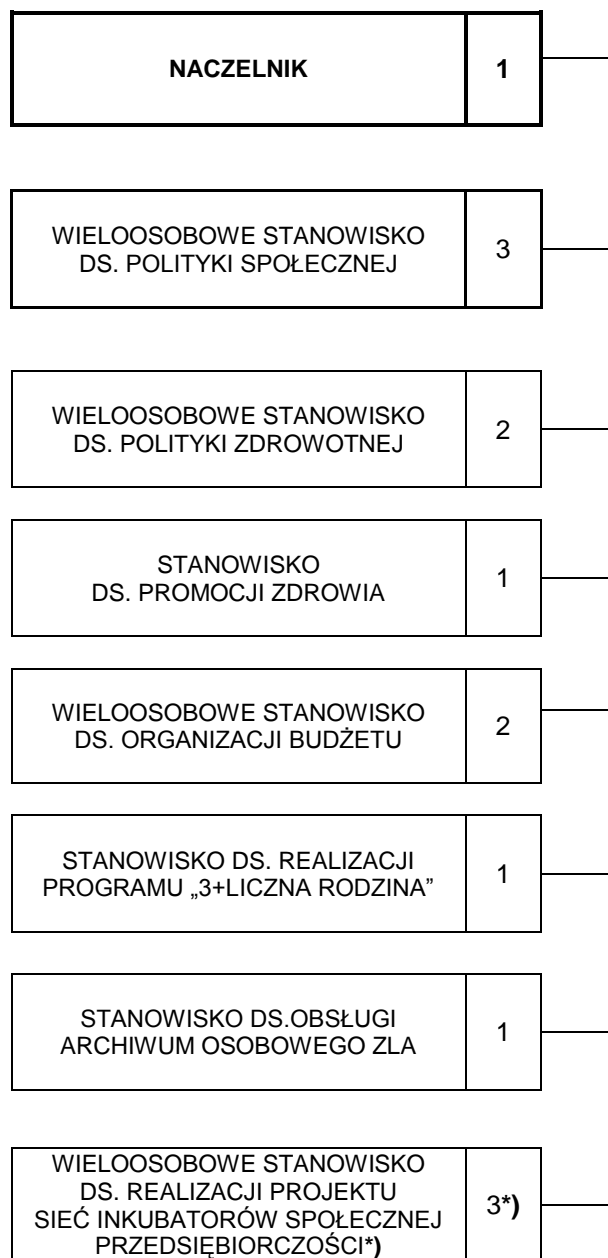 NACZELNIK 1
WIELOOSOBOWE STANOWISKO
DS. POLITYKI SPOŁECZNEJ 3
WIELOOSOBOWE STANOWISKO
DS. POLITYKI ZDROWOTNEJ 2
STANOWISKO
DS. PROMOCJI ZDROWIA 1
WIELOOSOBOWE STANOWISKO
DS. ORGANIZACJI BUDŻETU 2
STANOWISKO DS. REALIZACJI
PROGRAMU „3+LICZNA RODZINA” 1
STANOWISKO DS.OBSŁUGI
ARCHIWUM OSOBOWEGO ZLA 1
WIELOOSOBOWE STANOWISKO
DS. REALIZACJI PROJEKTU
SIEĆ INKUBATORÓW SPOŁECZNEJ
PRZEDSIĘBIORCZOŚCI*) 3*)